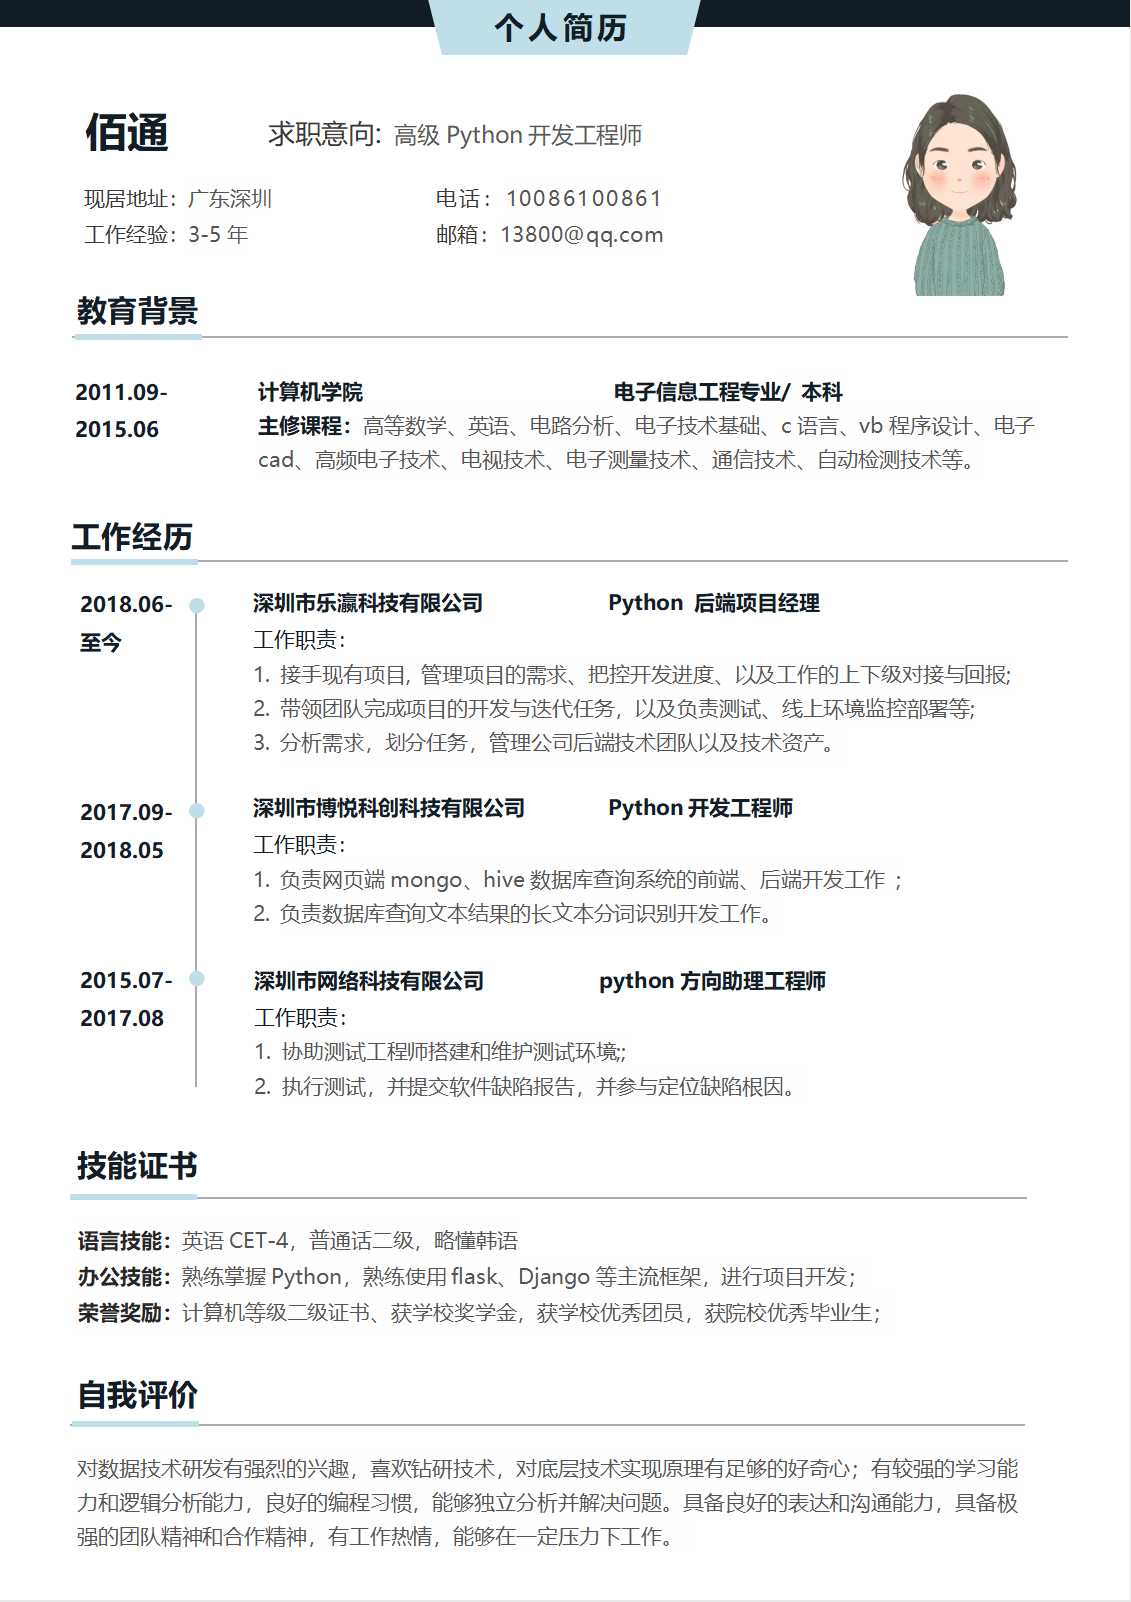 个人简历
佰通
求职意向: 高级 Python 开发工程师
现居地址：广东深圳
电话：10086100861
工作经验：3-5 年
邮箱：13800@qq.com
教育背景
2011.09-
2015.06
计算机学院 电子信息工程专业/ 本科
主修课程：高等数学、英语、电路分析、电子技术基础、c 语言、vb 程序设计、电子
cad、高频电子技术、电视技术、电子测量技术、通信技术、自动检测技术等。
工作经历
2018.06-
至今
深圳市乐瀛科技有限公司 Python 后端项目经理
工作职责：
1. 接手现有项目, 管理项目的需求、把控开发进度、以及工作的上下级对接与回报;
2. 带领团队完成项目的开发与迭代任务，以及负责测试、线上环境监控部署等;
3. 分析需求，划分任务，管理公司后端技术团队以及技术资产。
2017.09-
2018.05
深圳市博悦科创科技有限公司 Python 开发工程师
工作职责：
1. 负责网页端 mongo、hive 数据库查询系统的前端、后端开发工作 ；
2. 负责数据库查询文本结果的长文本分词识别开发工作。
2015.07-
2017.08
深圳市网络科技有限公司 python 方向助理工程师
工作职责：
1. 协助测试工程师搭建和维护测试环境;;
2. 执行测试，并提交软件缺陷报告，并参与定位缺陷根因。
技能证书
语言技能：英语 CET-4，普通话二级，略懂韩语
办公技能：熟练掌握 Python，熟练使用 flask、Django 等主流框架，进行项目开发；
荣誉奖励：计算机等级二级证书、获学校奖学金，获学校优秀团员，获院校优秀毕业生；
自我评价
对数据技术研发有强烈的兴趣，喜欢钻研技术，对底层技术实现原理有足够的好奇心；有较强的学习能
力和逻辑分析能力，良好的编程习惯，能够独立分析并解决问题。具备良好的表达和沟通能力，具备极
强的团队精神和合作精神，有工作热情，能够在一定压力下工作。